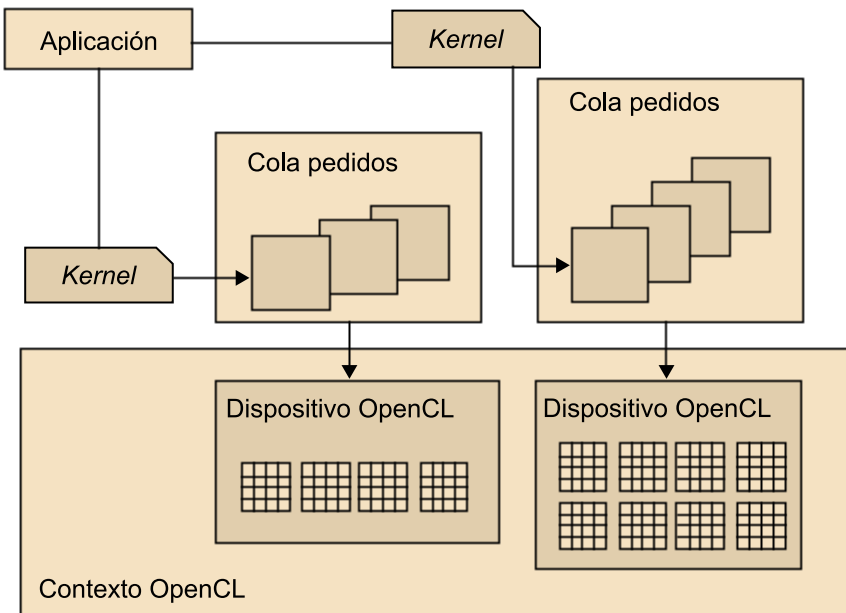 Aplicación
Kernel
Cola pedidos
Cola pedidos
Kernel
Dispositivo OpenCL
Dispositivo OpenCL
Contexto OpenCL